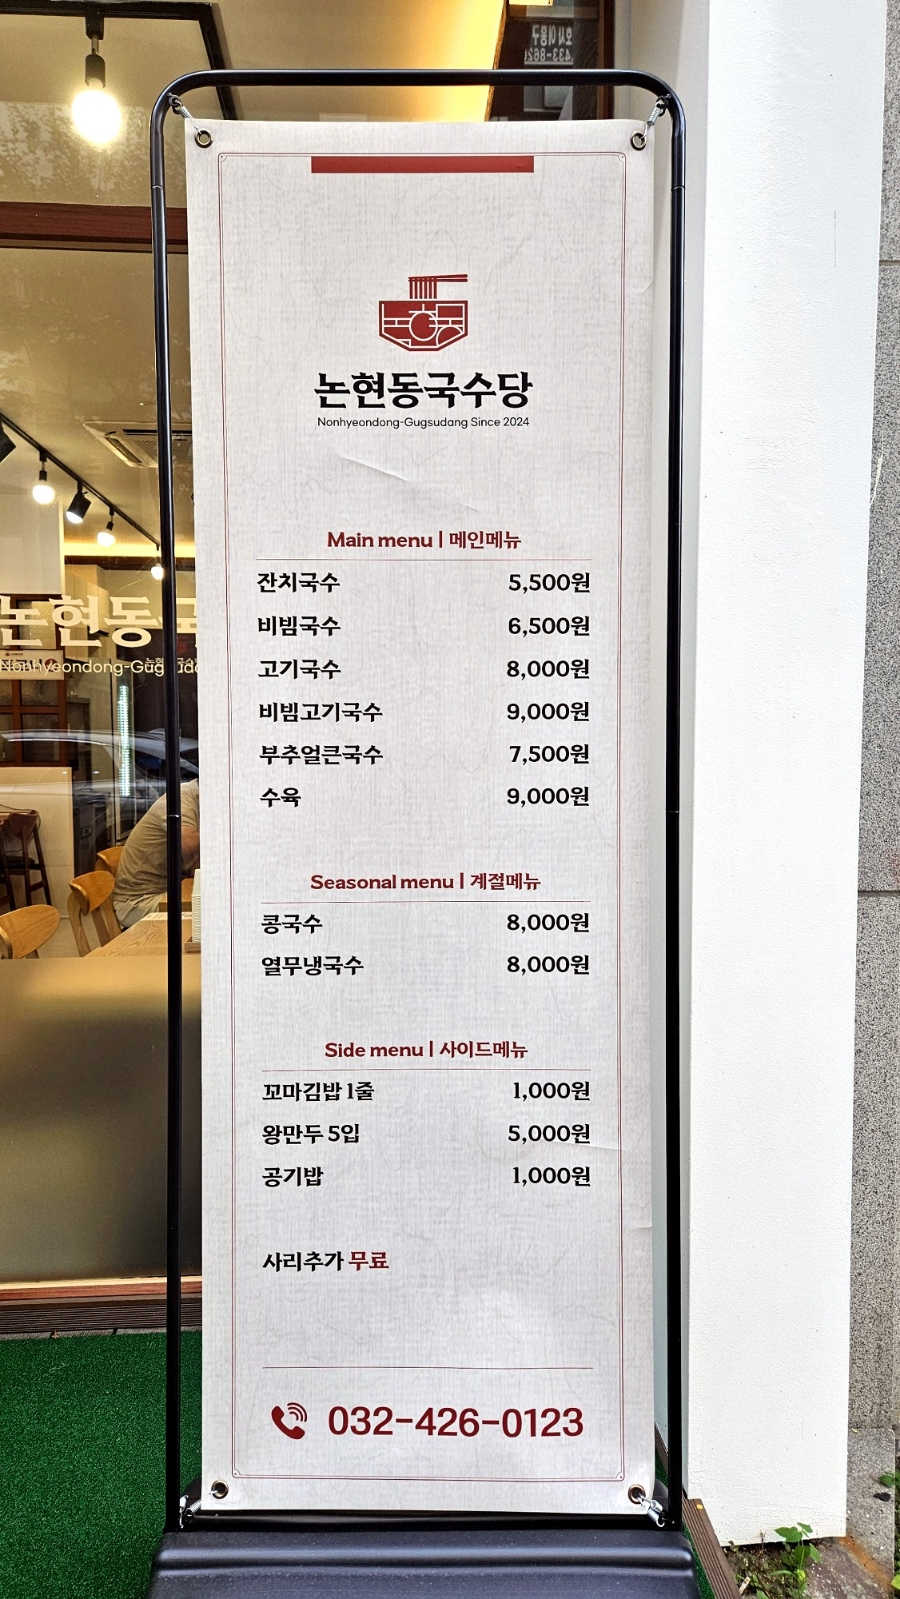 논현동국수당
Nonhyeondong-Gugsudang Since 2024
Main menu | 메인메뉴
잔치국수 5,500원
비빔국수 6,500원
고기국수 8,000원
비빔고기국수 9,000원
부추얼큰국수 7,500원
수육 9,000원
Seasonal menu | 계절메뉴
콩국수 8,000원
열무냉국수 8,000원
Side menu | 사이드메뉴
꼬마김밥 1줄 1,000원
왕만두 5입 5,000원
공기밥 1,000원
사리추가 무료
032-426-0123
논현동
Nonhyeondong-Gug